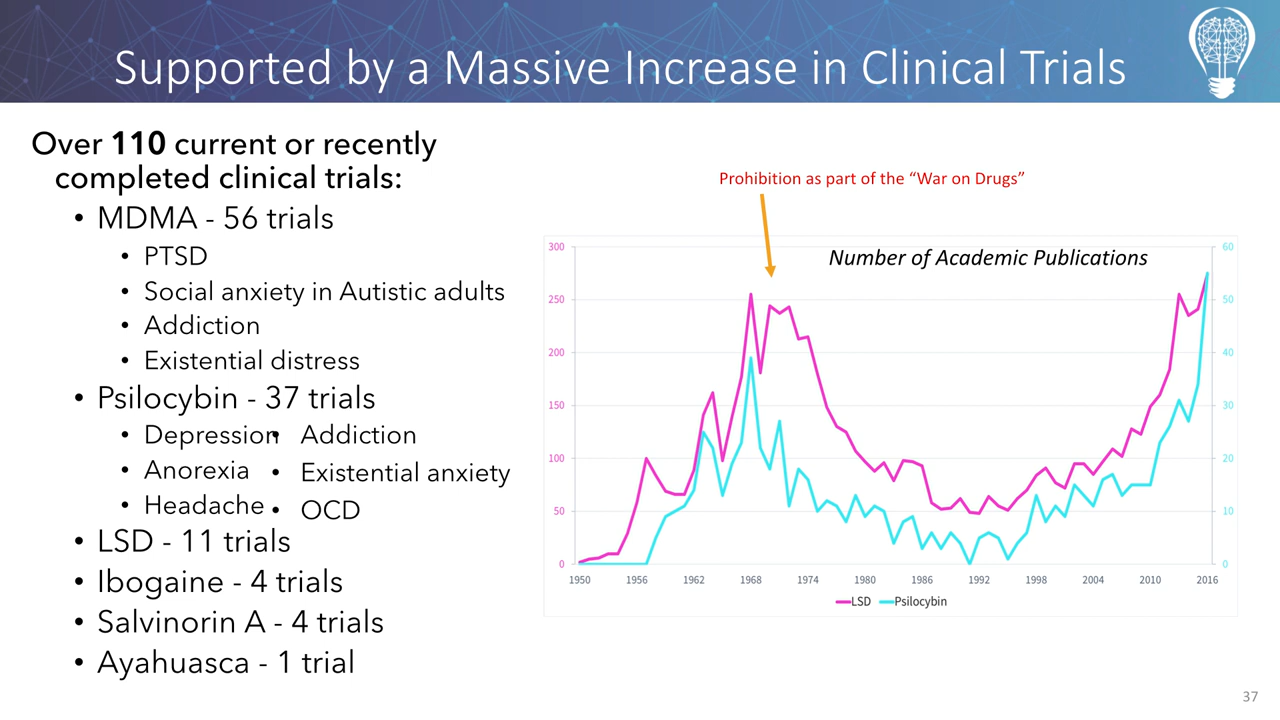 Supported by a Massive Increase in Clinical Trials
Over 110 current or recently
completed clinical trials:
• MDMA - 56 trials
• PTSD
• Social anxiety in Autistic adults
• Addiction
• Existential distress
• Psilocybin - 37 trials
• Depression
• Anorexia
• Headache
• Addiction
• Existential anxiety
• OCD
• LSD - 11 trials
• Ibogaine - 4 trials
• Salvinorin A - 4 trials
• Ayahuasca - 1 trial
Prohibition as part of the “War on Drugs”
Number of Academic Publications
300
250
200
150
100
50
0
60
50
40
30
20
10
0
1950 1956 1962 1968 1974 1980 1986 1992 1998 2004 2010 2016
LSD Psilocybin
37